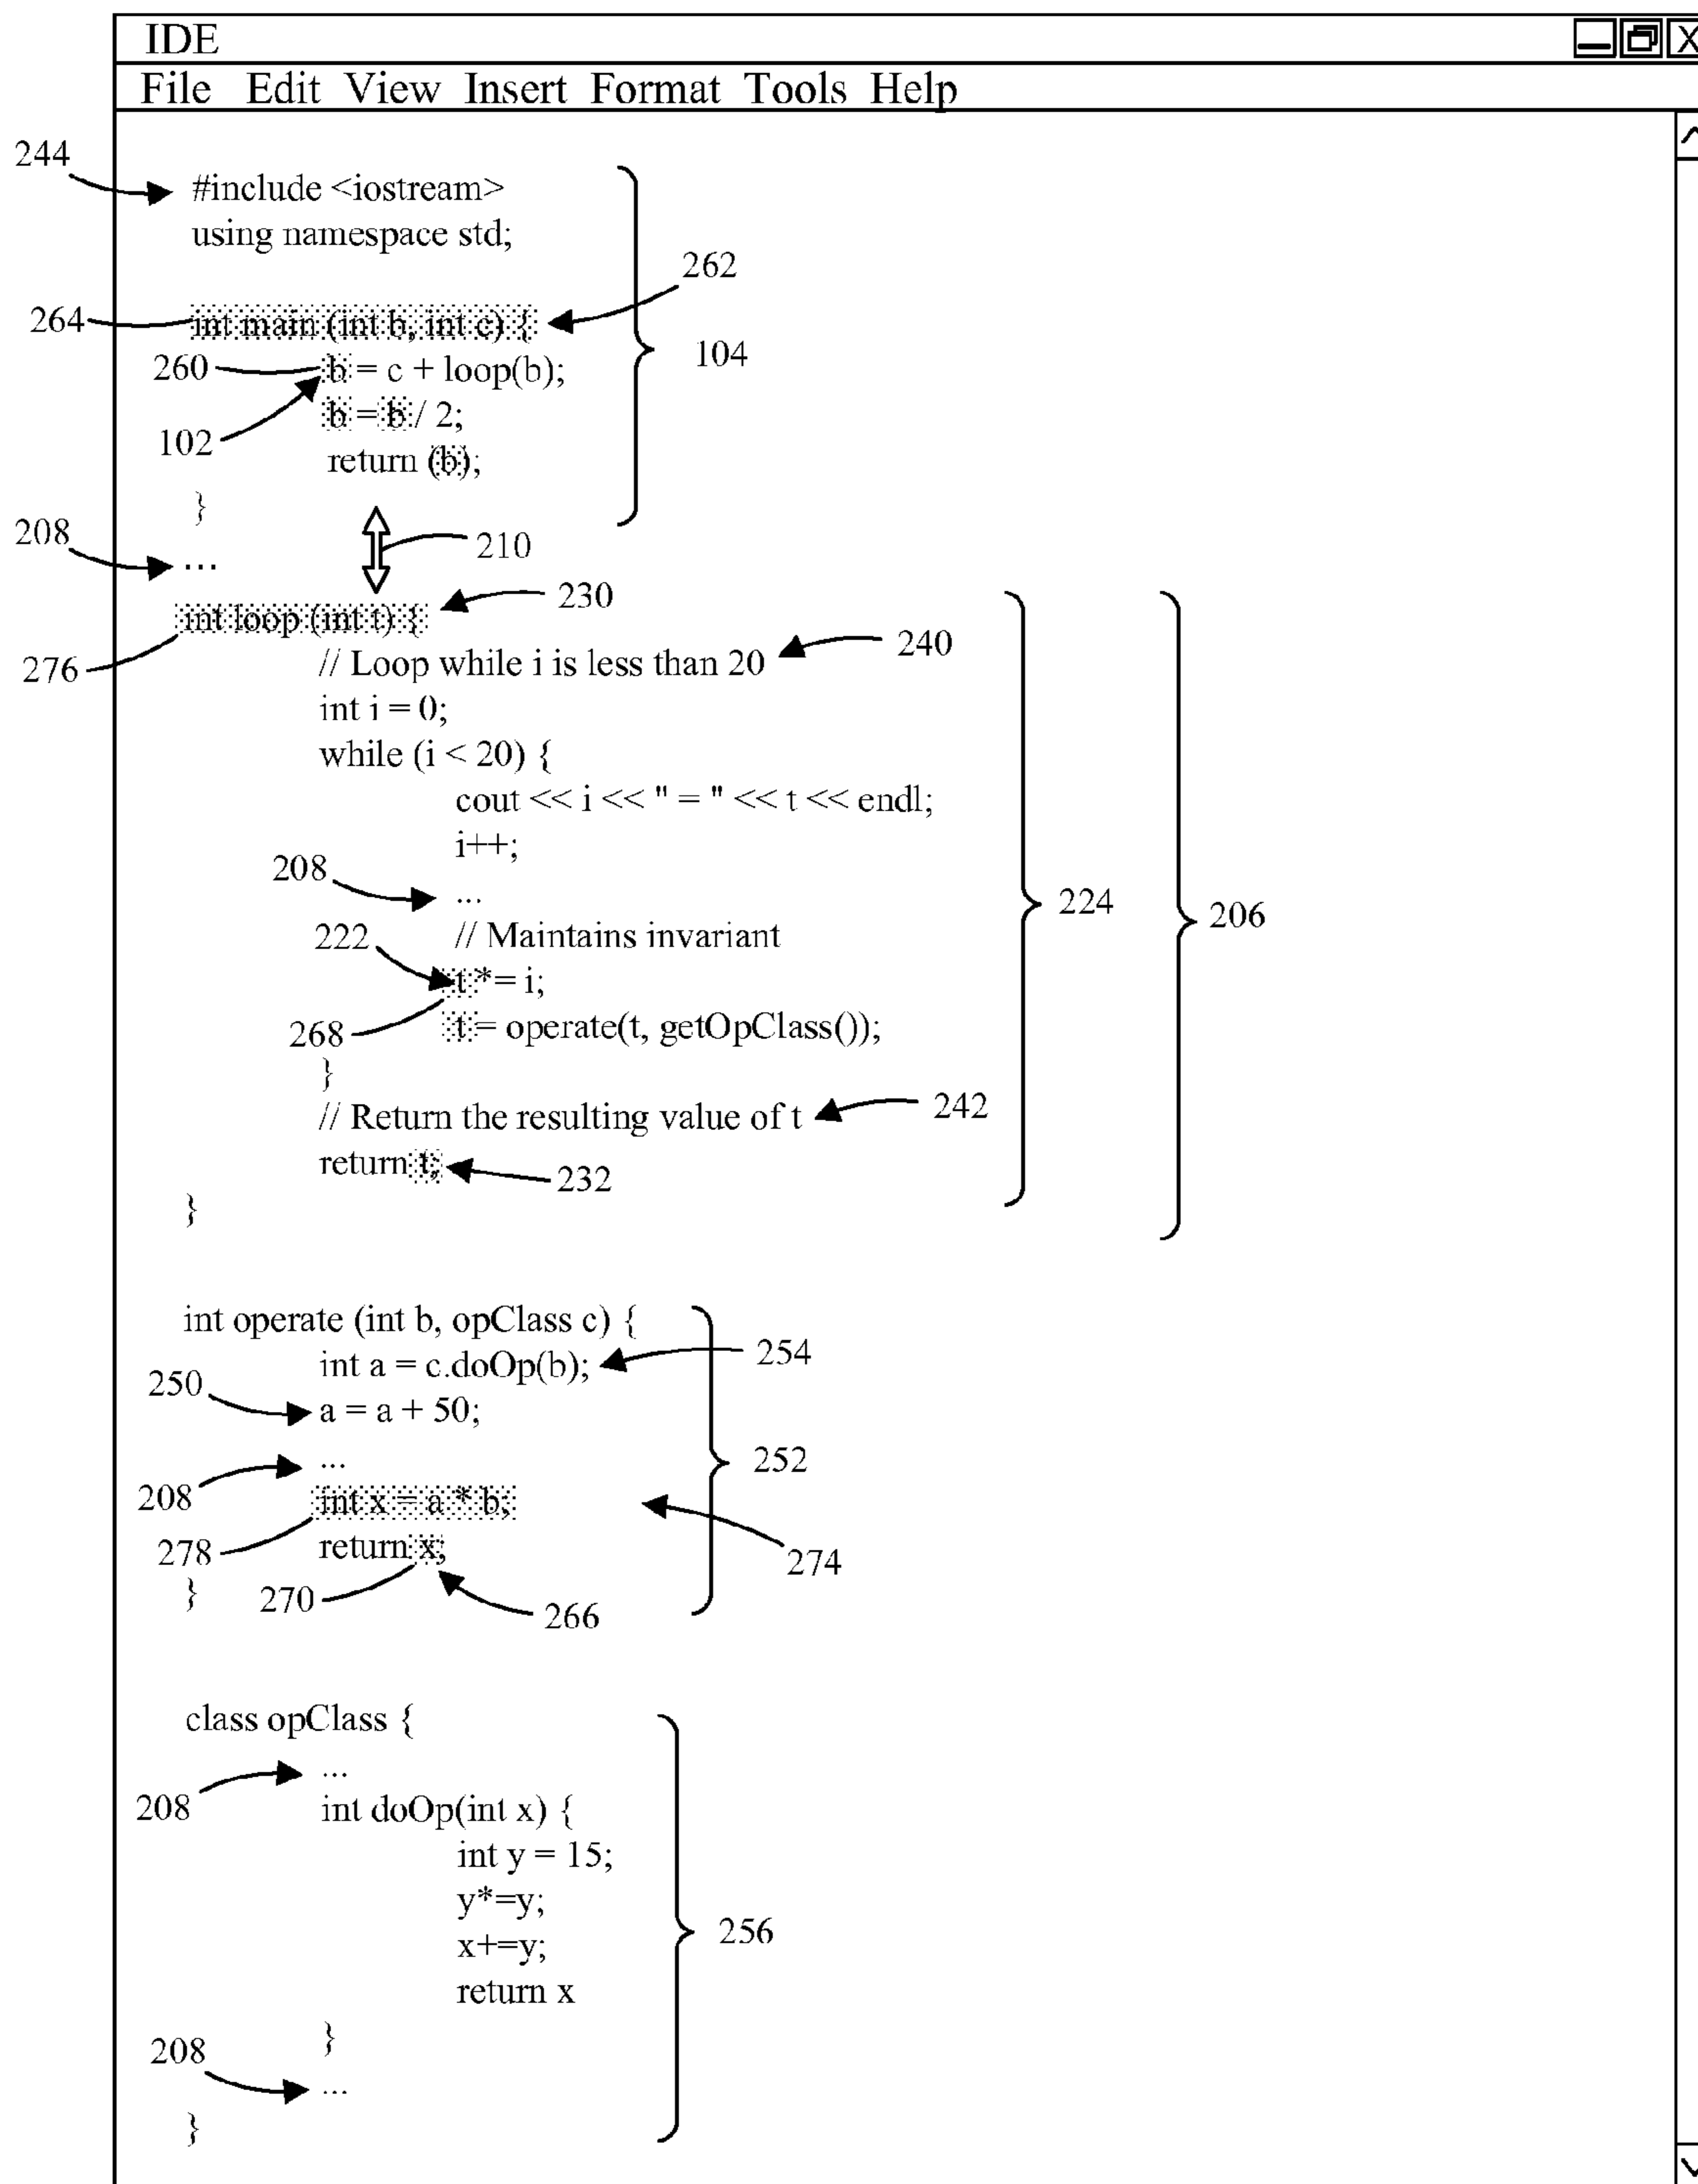 IDE X
File Edit View Insert Format Tools Help
244
#include <iostream>
using namespace std;
262
264 int main (int b, int c) {
104
260 b = c + loop(b);
b = b / 2;
102
return (b);
}
208
210
...
230
int loop (int t) {
240
276
// Loop while i is less than 20
int i = 0;
while (i < 20) {
cout << i << " = " << t << endl;
i++;
208
...
224 206
222 // Maintains invariant
t *= i;
268 t = operate(t, getOpClass());
}
// Return the resulting value of t 242
return t; 232
}
int operate (int b, opClass c) {
int a = c.doOp(b); 254
250
a = a + 50;
... 252
208
int x = a * b;
278 return x; 274
} 270 266
class opClass {
...
208 int doOp(int x) {
int y = 15;
y*=y;
256
x+=y;
return x
}
208
...
}